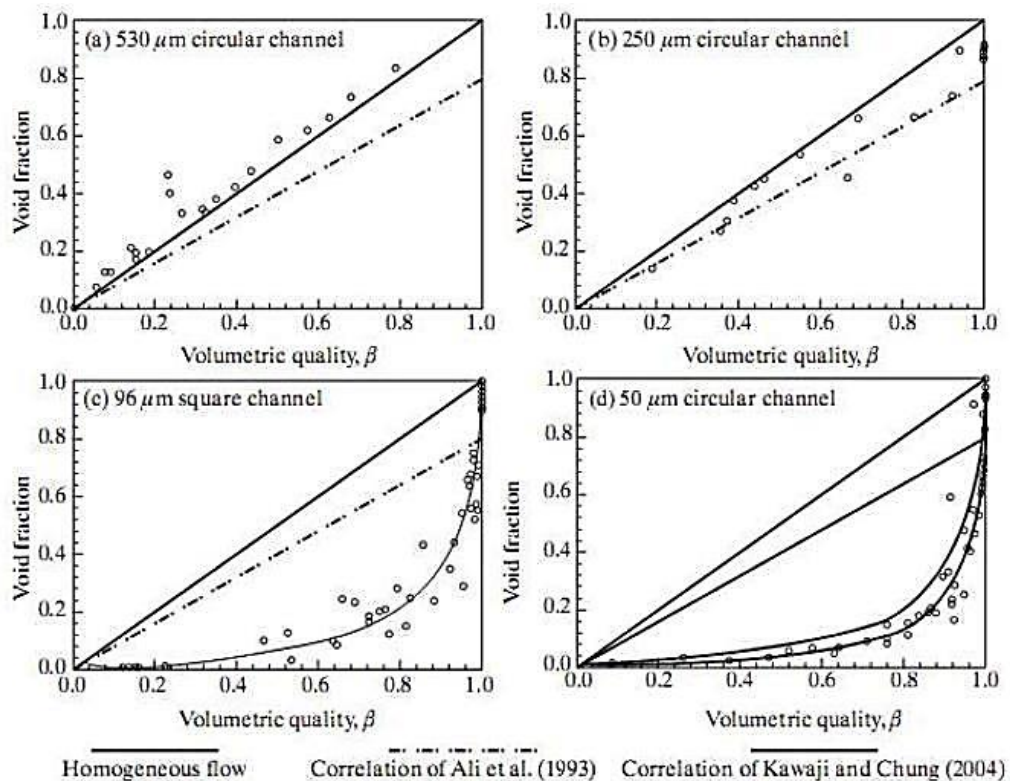 (a) 530 μm circular channel
1.0
0.8
0.6
0.4
0.2
0.0
Void fraction
0.0 0.2 0.4 0.6 0.8 1.0
Volumetric quality, β
(b) 250 μm circular channel
1.0
0.8
0.6
0.4
0.2
0.0
Void fraction
0.0 0.2 0.4 0.6 0.8 1.0
Volumetric quality, β
(c) 96 μm square channel
1.0
0.8
0.6
0.4
0.2
0.0
Void fraction
0.0 0.2 0.4 0.6 0.8 1.0
Volumetric quality, β
(d) 50 μm circular channel
1.0
0.8
0.6
0.4
0.2
0.0
Void fraction
0.0 0.2 0.4 0.6 0.8 1.0
Volumetric quality, β
Homogeneous flow
Correlation of Ali et al. (1993)
Correlation of Kawaji and Chung (2004)